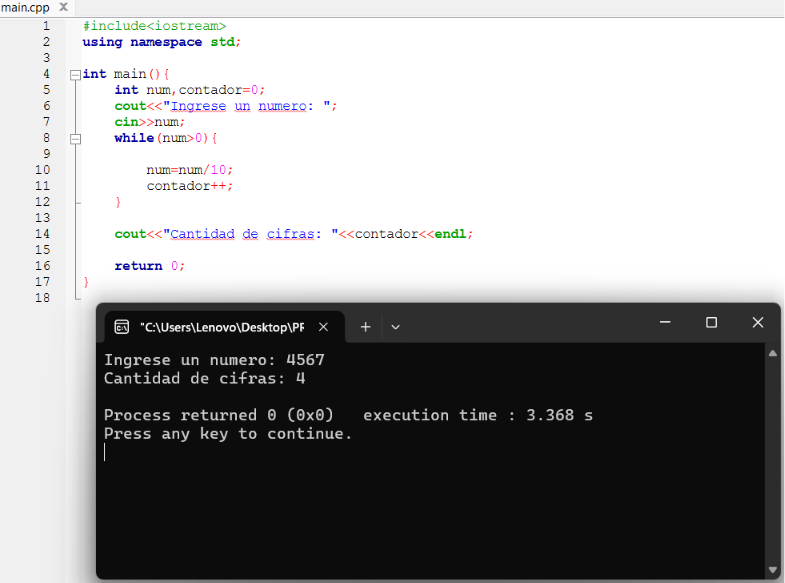 main.cpp X
1 #include<iostream>
2 using namespace std;
3
4 int main(){
5 int num,contador=0;
6 cout<<"Ingrese un numero: ";
7 cin>>num;
8 while(num>0){
9
10 num=num/10;
11 contador++;
12 }
13
14 cout<<"Cantidad de cifras: "<<contador<<endl;
15
16 return 0;
17 }
18
"C:\Users\Lenovo\Desktop\PF
Ingrese un numero: 4567
Cantidad de cifras: 4
Process returned 0 (0x0) execution time : 3.368 s
Press any key to continue.